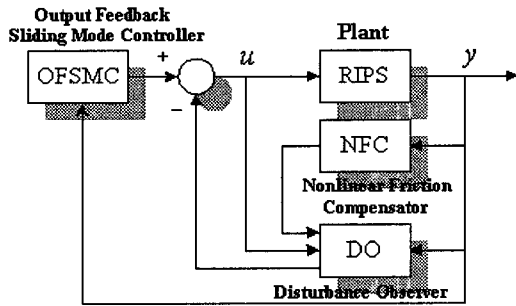 Output Feedback
Sliding Mode Controller
Plant
OFSMC
+
−
u
RIPS
y
NFC
Nonlinear Friction
Compensator
DO
Disturbance Observer